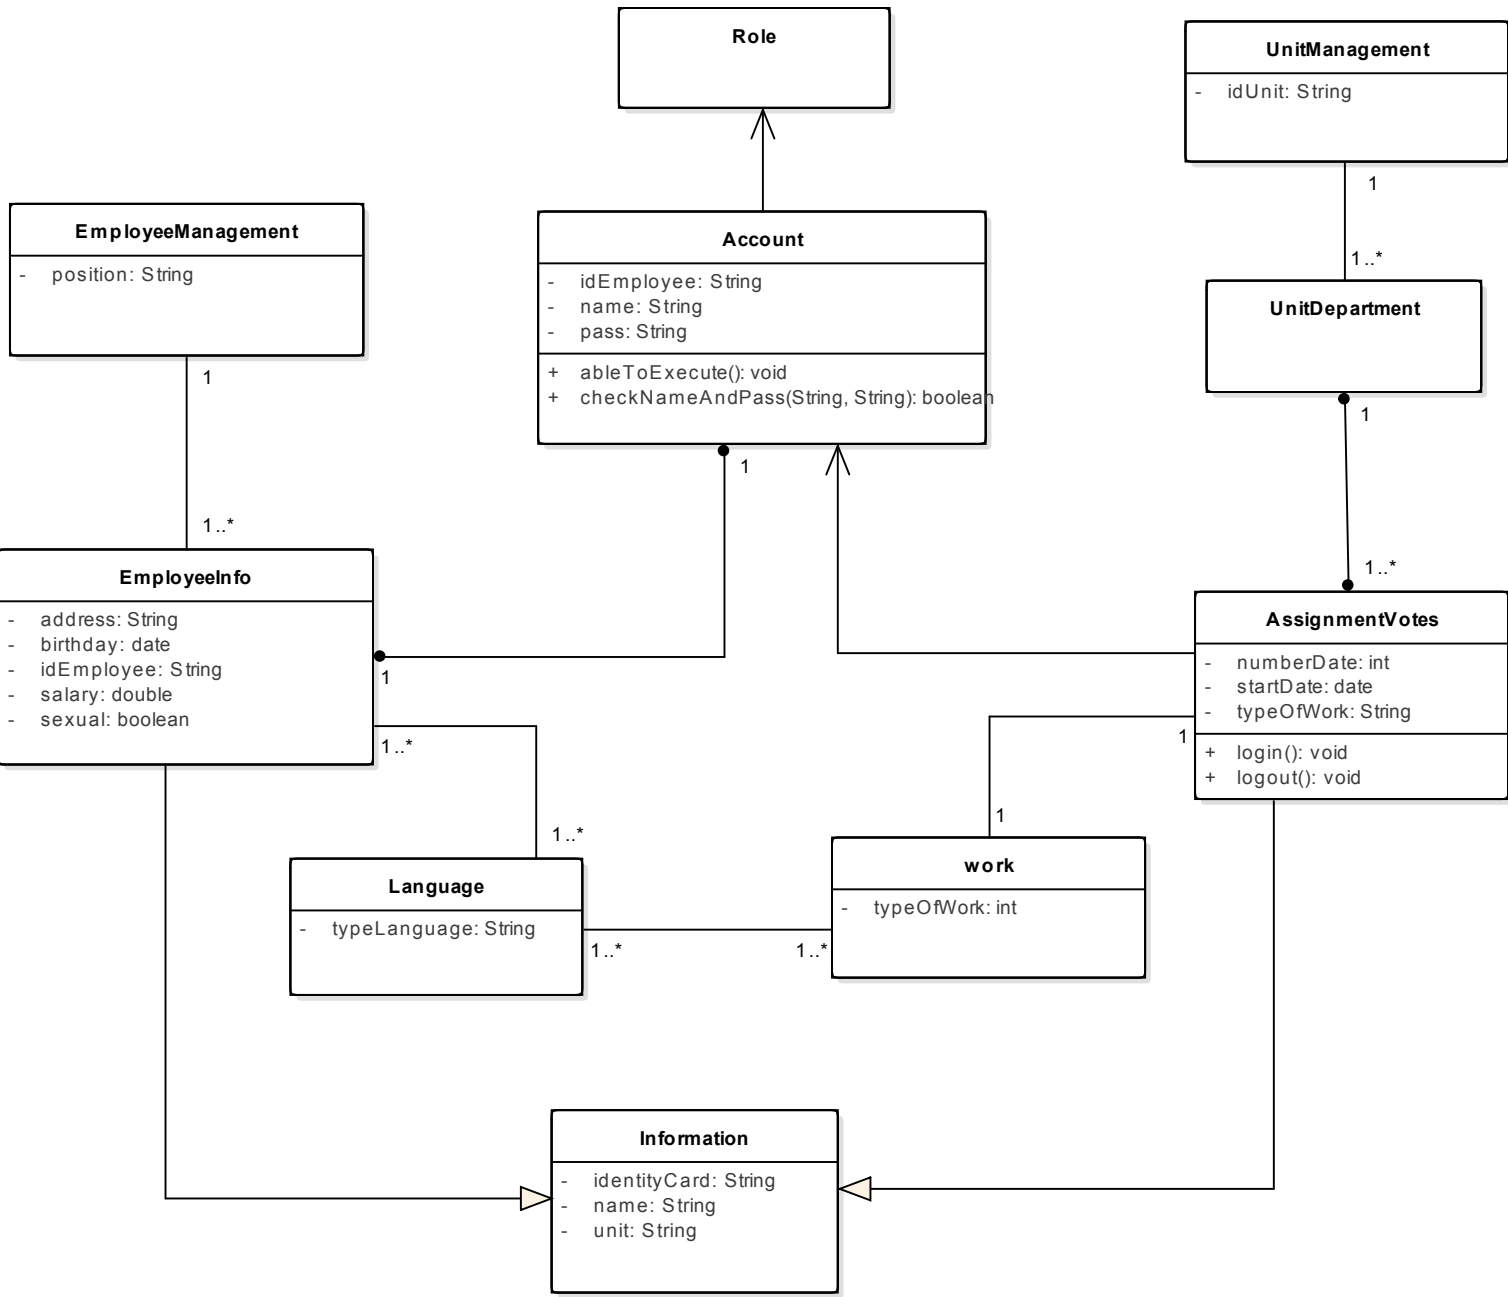 Role
UnitManagement
- idUnit: String
1
1..*
EmployeeManagement
- position: String
1
1..*
Account
- idEmployee: String
- name: String
- pass: String
+ ableToExecute(): void
+ checkNameAndPass(String, String): boolean
1
UnitDepartment
1
1..*
EmployeeInfo
- address: String
- birthday: date
- idEmployee: String
- salary: double
- sexual: boolean
1
1..*
1..*
AssignmentVotes
- numberDate: int
- startDate: date
- typeOfWork: String
+ login(): void
+ logout(): void
1
1
Language
- typeLanguage: String
1..*
1..*
work
- typeOfWork: int
Information
- identityCard: String
- name: String
- unit: String